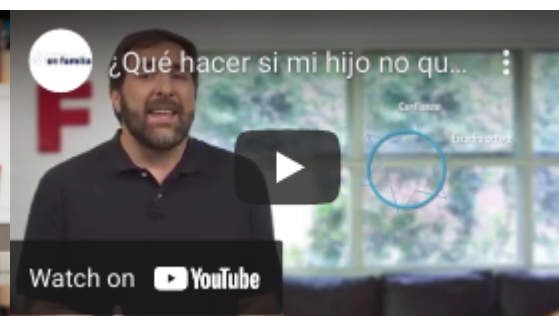 en familia
¿Qué hacer si mi hijo no qu...
Confianza
F
Watch on YouTube